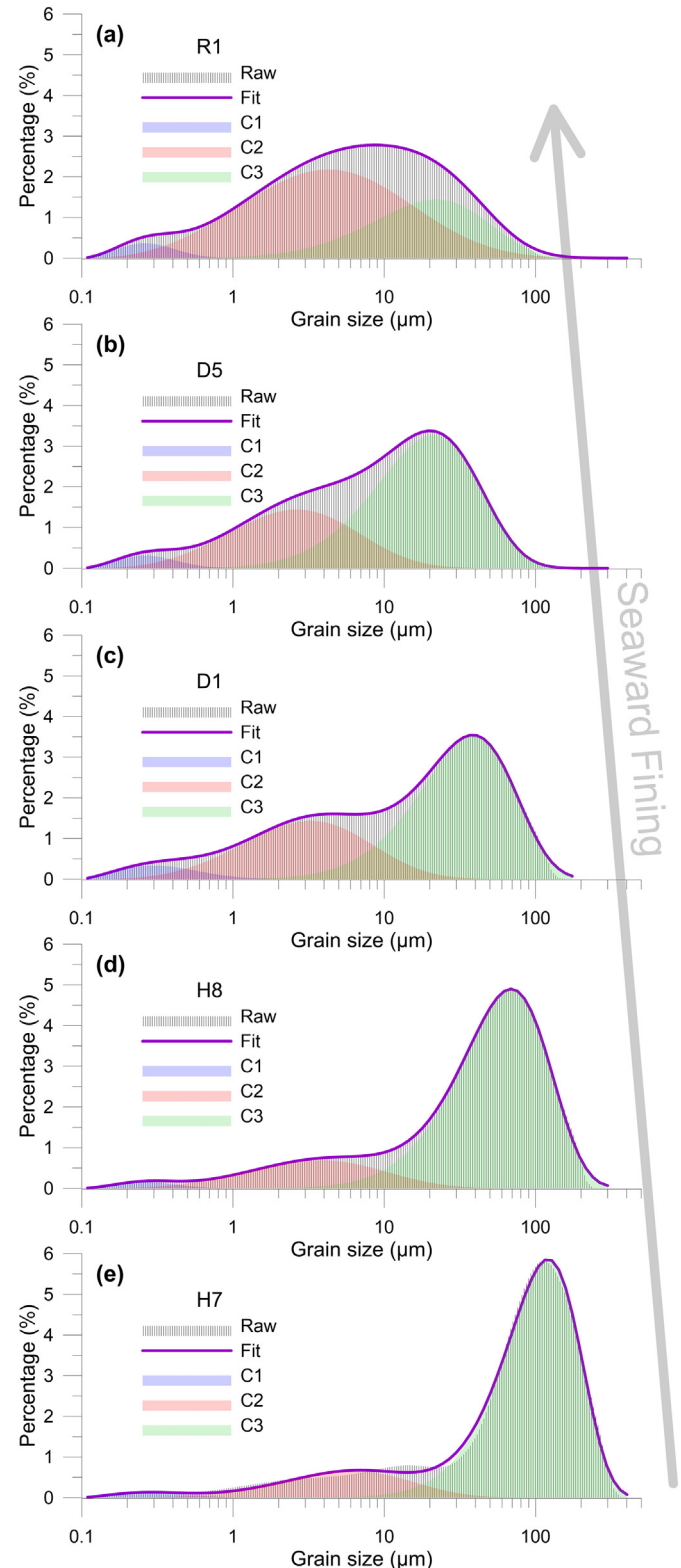 (a)
R1
Raw
Fit
C1
C2
C3
Percentage (%)
6
5
4
3
2
1
0
0.1 1 10 100
Grain size (µm)
(b)
D5
Raw
Fit
C1
C2
C3
Percentage (%)
6
5
4
3
2
1
0
0.1 1 10 100
Grain size (µm)
(c)
D1
Raw
Fit
C1
C2
C3
Percentage (%)
6
5
4
3
2
1
0
0.1 1 10 100
Grain size (µm)
(d)
H8
Raw
Fit
C1
C2
C3
Percentage (%)
6
5
4
3
2
1
0
0.1 1 10 100
Grain size (µm)
(e)
H7
Raw
Fit
C1
C2
C3
Percentage (%)
6
5
4
3
2
1
0
0.1 1 10 100
Grain size (µm)
Seaward Fining